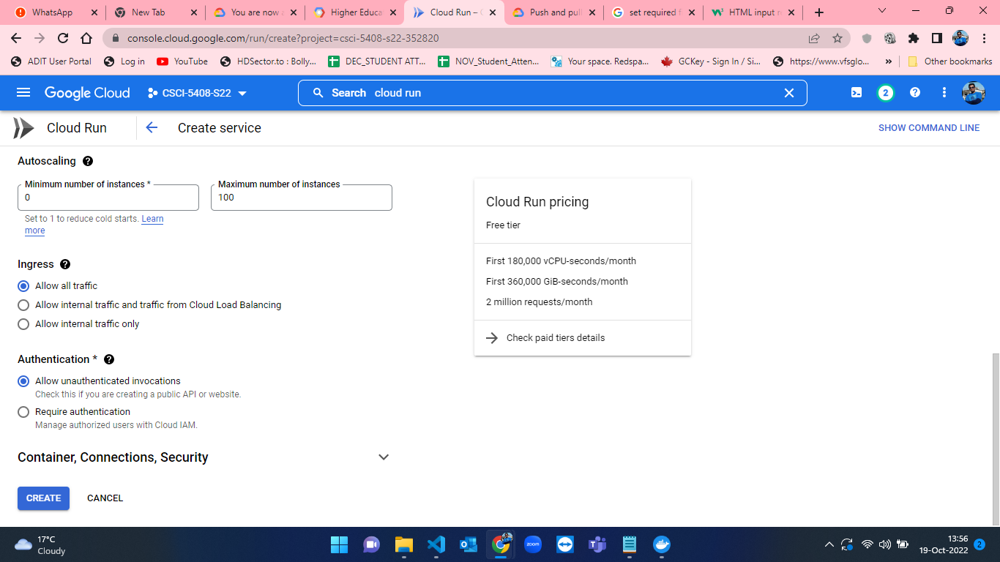 WhatsApp
New Tab
You are now a
Higher Educa
Cloud Run – G
Push and pull
set required f
HTML input re
console.cloud.google.com/run/create?project=csci-5408-s22-352820
ADIT User Portal
Log in
YouTube
HDSector.to : Bolly...
DEC_STUDENT ATT...
NOV_Student_Atten...
Your space. Redspa...
GCKey - Sign In / Si...
https://www.vfsglo...
»
Other bookmarks
Google Cloud
CSCI-5408-S22
Search cloud run
2
Cloud Run
Create service
SHOW COMMAND LINE
Autoscaling
Minimum number of instances *
0
Maximum number of instances
100
Set to 1 to reduce cold starts. Learn
more
Ingress
Allow all traffic
Allow internal traffic and traffic from Cloud Load Balancing
Allow internal traffic only
Authentication *
Allow unauthenticated invocations
Check this if you are creating a public API or website.
Require authentication
Manage authorized users with Cloud IAM.
Container, Connections, Security
CREATE
CANCEL
Cloud Run pricing
Free tier
First 180,000 vCPU-seconds/month
First 360,000 GiB-seconds/month
2 million requests/month
Check paid tiers details
17°C
Cloudy
zoom
13:56
19-Oct-2022
2